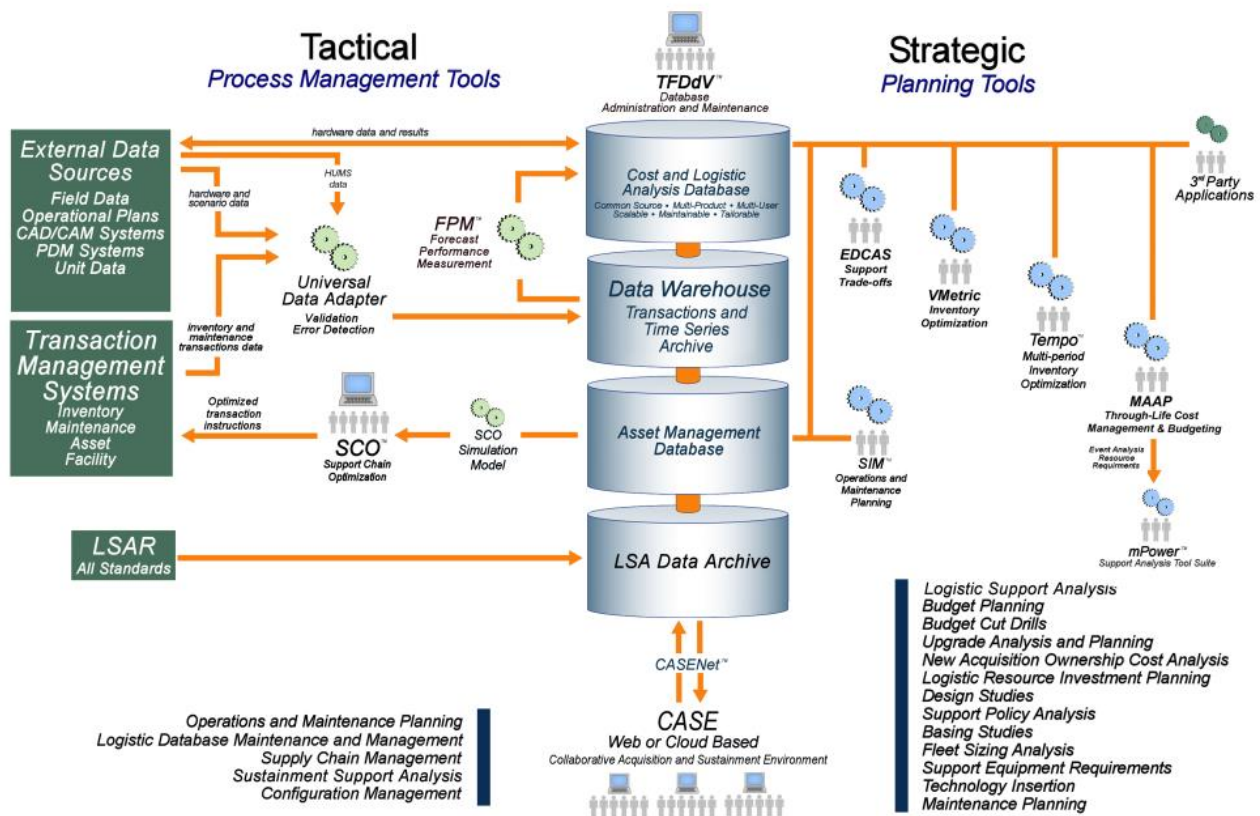 Tactical
Process Management Tools
TFDdV™
Database
Administration and Maintenance
Strategic
Planning Tools
External Data
Sources
Field Data
Operational Plans
CAD/CAM Systems
PDM Systems
Unit Data
hardware data and results
HUMS
data
hardware and
scenario data
FPM™
Forecast
Performance
Measurement
Universal
Data Adapter
Validation
Error Detection
Cost and Logistic
Analysis Database
Common Source • Multi-Product • Multi-User
Scalable • Maintainable • Tailorable
Data Warehouse
Transactions and
Time Series
Archive
Asset Management
Database
LSA Data Archive
Transaction
Management
Systems
Inventory
Maintenance
Asset
Facility
inventory and
maintenance
transactions data
Optimized
transaction
instructions
SCO™
Support Chain
Optimization
SCO
Simulation
Model
LSAR
All Standards
EDCAS
Support
Trade-offs
VMetric
Inventory
Optimization
Tempo™
Multi-period
Inventory
Optimization
3rd Party
Applications
MAAP
Through-Life Cost
Management & Budgeting
Event Analysis
Resource
Requirments
mPower™
Support Analysis Tool Suite
SIM™
Operations and
Maintenance
Planning
CASENet™
CASE
Web or Cloud Based
Collaborative Acquisition and Sustainment Environment
Operations and Maintenance Planning
Logistic Database Maintenance and Management
Supply Chain Management
Sustainment Support Analysis
Configuration Management
Logistic Support Analysis
Budget Planning
Budget Cut Drills
Upgrade Analysis and Planning
New Acquisition Ownership Cost Analysis
Logistic Resource Investment Planning
Design Studies
Support Policy Analysis
Basing Studies
Fleet Sizing Analysis
Support Equipment Requirements
Technology Insertion
Maintenance Planning